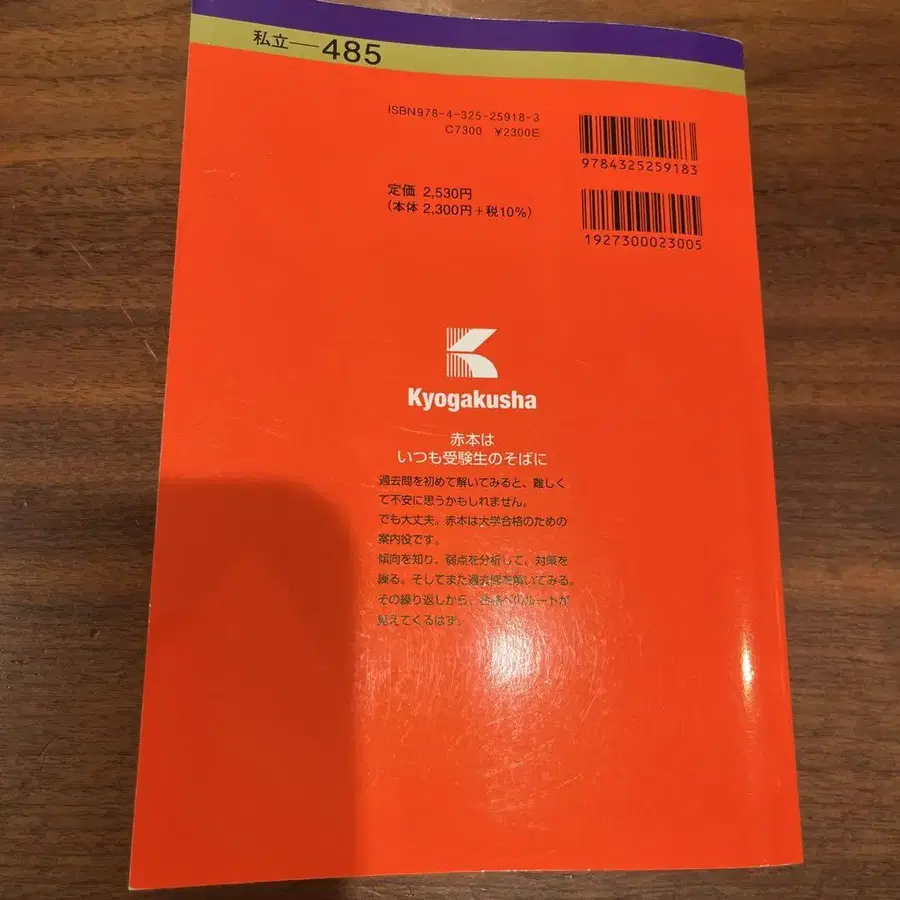 私立―485
ISBN978-4-325-25918-3
C7300 ¥2300E
9784325259183
定価 2,530円
(本体 2,300円+税10%)
1927300023005
Kyogakusha
赤本は
いつも受験生のそばに
過去問を初めて解いてみると、難しく
て不安に思うかもしれません。
でも大丈夫。赤本は大学合格のための
案内役です。
傾向を知り、弱点を分析して、対策を
練る。そしてまた過去問を解いてみる。
その繰り返しから、合格へのルートが
見えてくるはず。